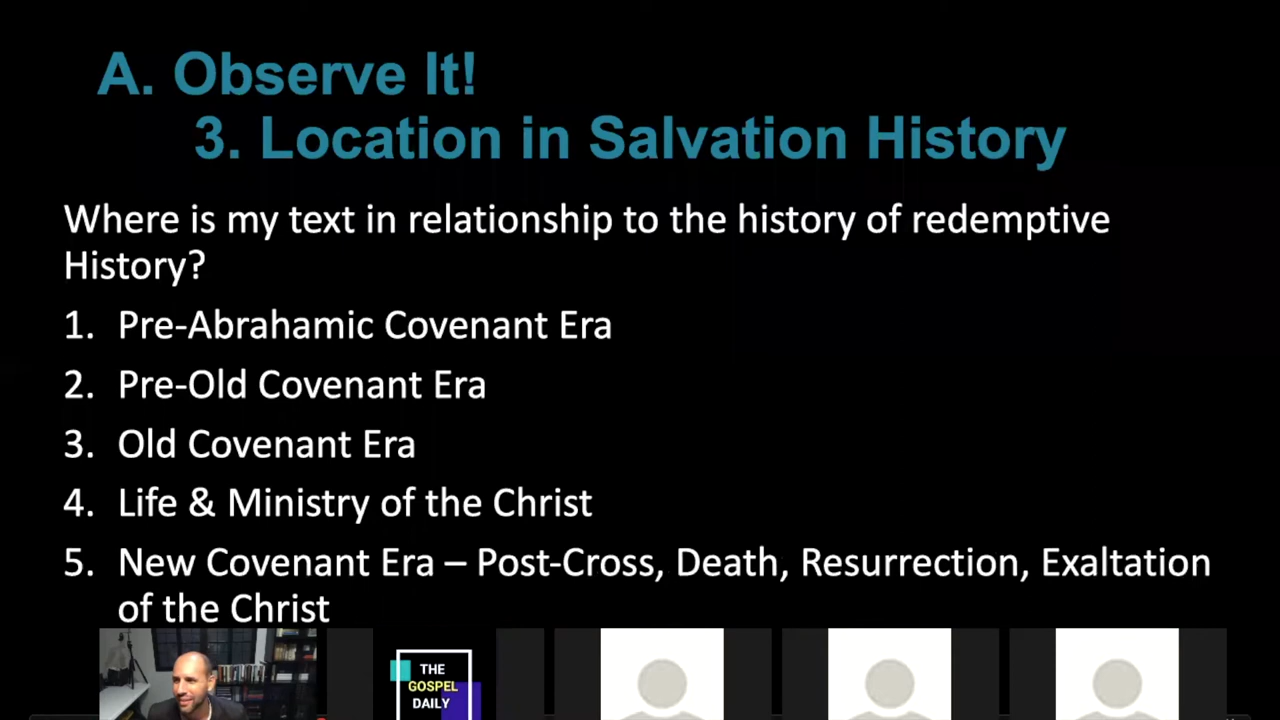 A. Observe It!
3. Location in Salvation History
Where is my text in relationship to the history of redemptive
History?
1. Pre-Abrahamic Covenant Era
2. Pre-Old Covenant Era
3. Old Covenant Era
4. Life & Ministry of the Christ
5. New Covenant Era – Post-Cross, Death, Resurrection, Exaltation
of the Christ
THE
GOSPEL
DAILY